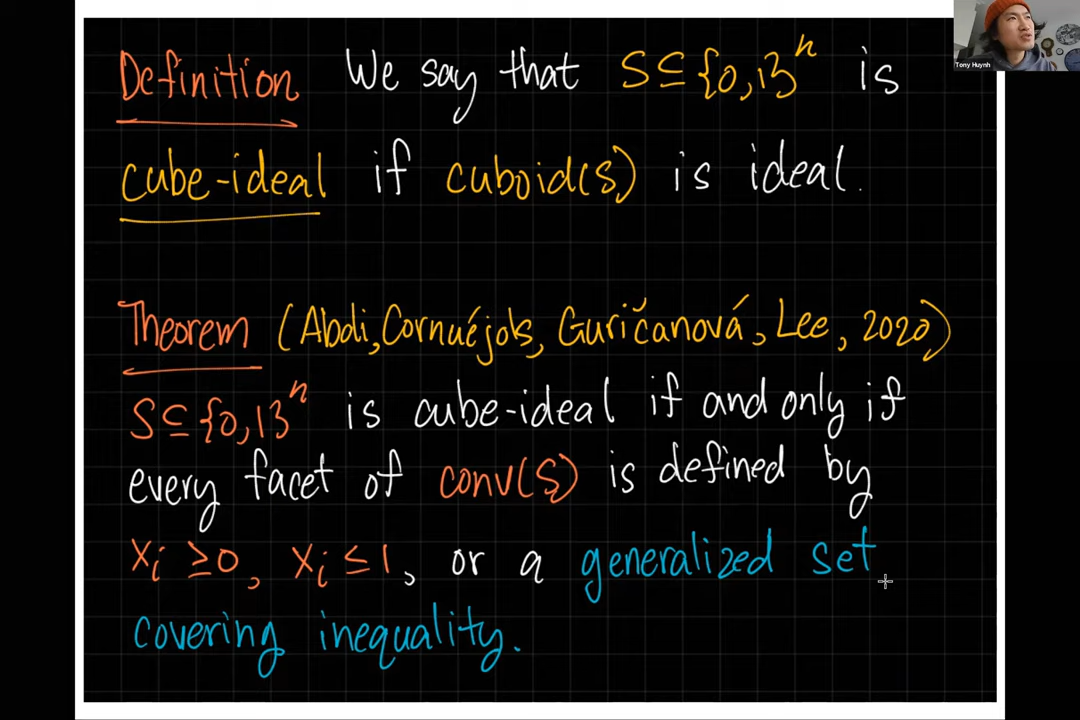 Definition We say that S ⊆ {0,1}ⁿ is
cube-ideal if cuboid(S) is ideal.
Theorem (Abdi, Cornuéjols, Guričanová, Lee, 2020)
S ⊆ {0,1}ⁿ is cube-ideal if and only if
every facet of conv(S) is defined by
xᵢ ≥ 0, xᵢ ≤ 1, or a generalized set
covering inequality.
Tony Huynh